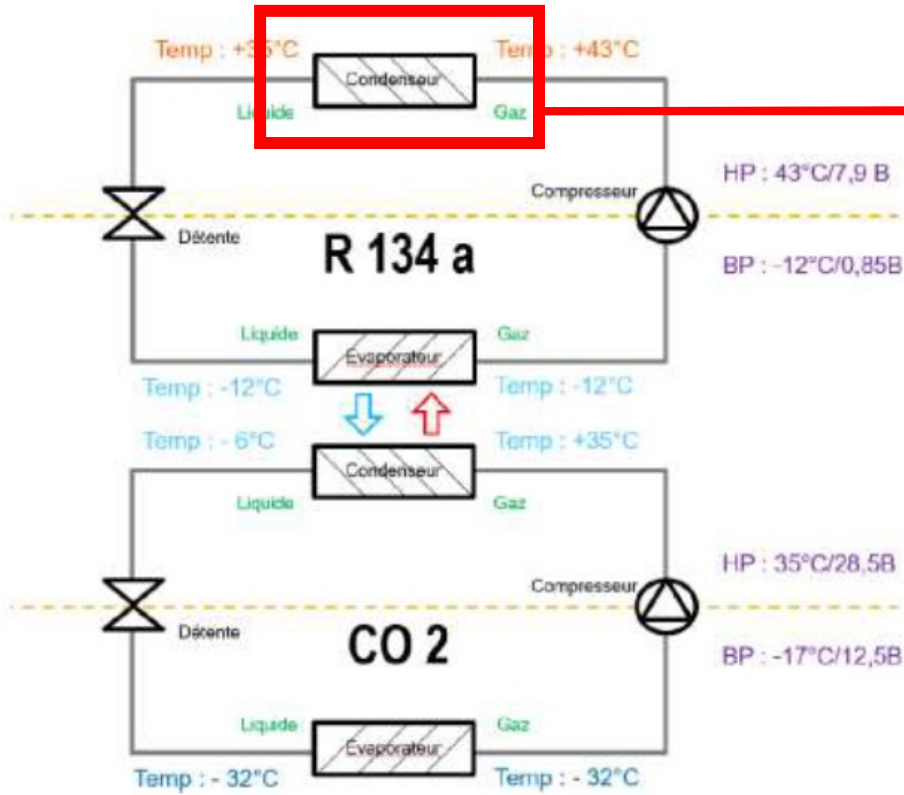 Temp : +35°C
Temp : +43°C
Condenseur
Liquide
Gaz
HP : 43°C/7,9 B
Compresseur
Détente
R 134 a
BP : -12°C/0,85B
Liquide
Gaz
Evaporateur
Temp : -12°C
Temp : -12°C
Temp : - 6°C
Temp : +35°C
Condenseur
Liquide
Gaz
HP : 35°C/28,5B
Compresseur
Détente
CO 2
BP : -17°C/12,5B
Liquide
Gaz
Evaporateur
Temp : - 32°C
Temp : - 32°C